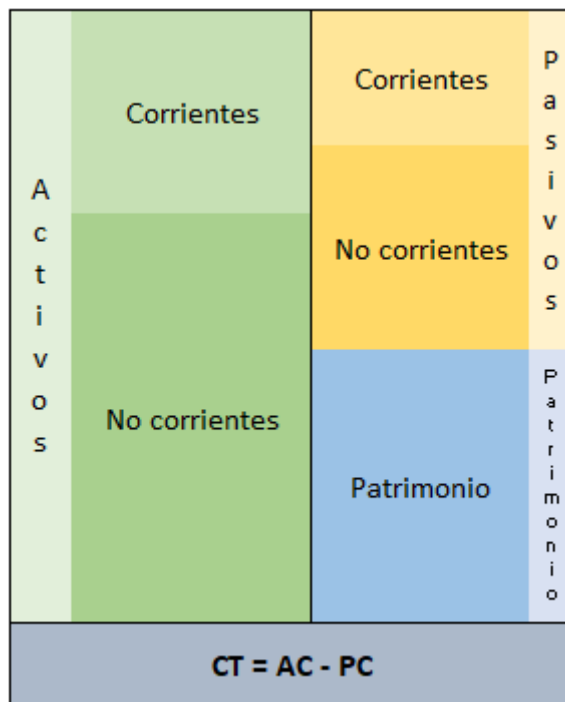 Activos
Corrientes
No corrientes
Corrientes
No corrientes
Pasivos
Patrimonio
Patrimonio
CT = AC - PC